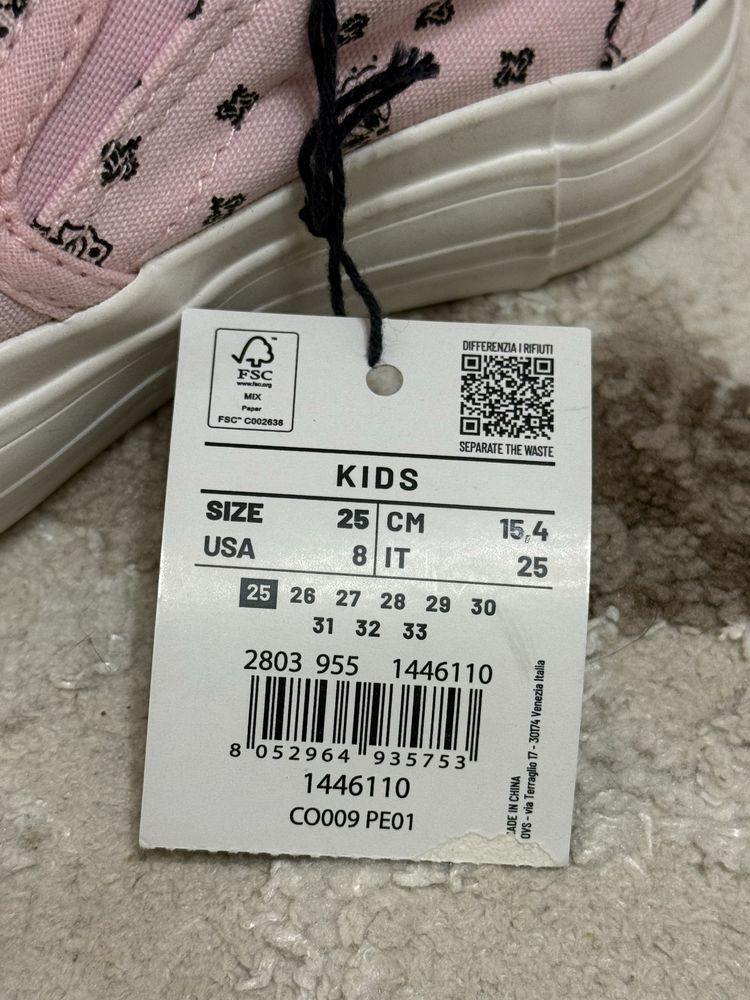 FSC™
www.fsc.org
MIX
Paper
FSC™ C002638
DIFFERENZIA I RIFIUTI
SEPARATE THE WASTE
KIDS
SIZE 25 CM 15,4
USA 8 IT 25
25 26 27 28 29 30
31 32 33
2803 955 1446110
8 052964 935753
1446110
CO009 PE01
ADE IN CHINA
OVS - via Terraglio 17 - 30174 Venezia Italia